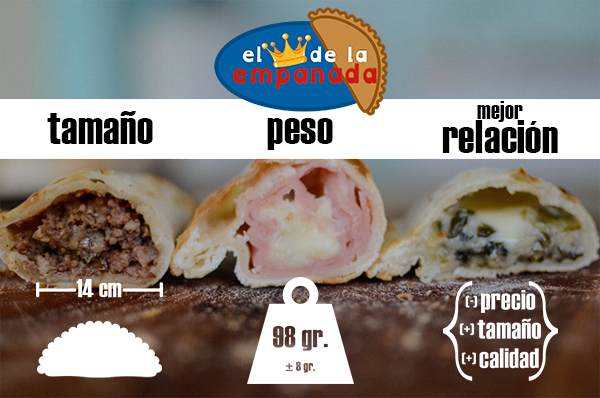 el de la
empanada
tamaño
peso
mejor
relación
14 cm
98 gr.
± 8 gr.
[-] precio
[+] tamaño
[+] calidad